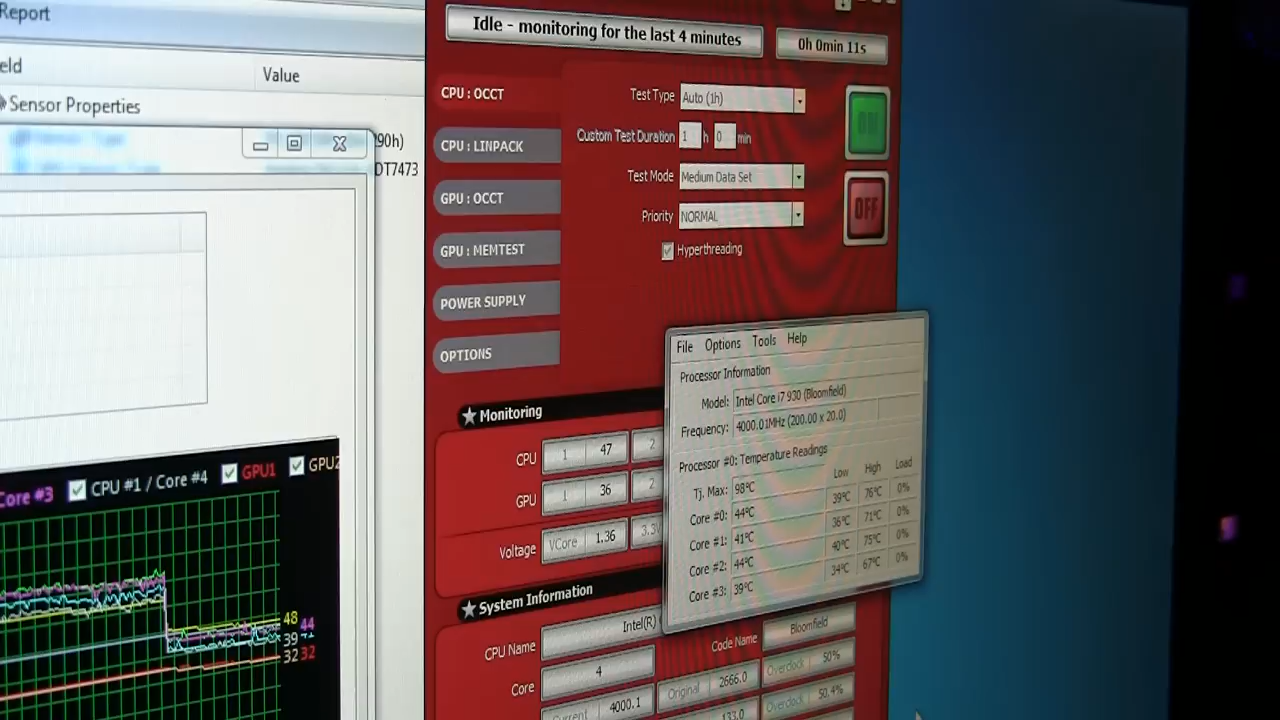 Report
Idle - monitoring for the last 4 minutes
0h 0min 11s
eld
Value
Sensor Properties
90h)
DT7473
CPU : OCCT
CPU : LINPACK
GPU : OCCT
GPU : MEMTEST
POWER SUPPLY
OPTIONS
Test Type Auto (1h)
Custom Test Duration 1 h 0 min
Test Mode Medium Data Set
Priority NORMAL
Hyperthreading
ON
OFF
File Options Tools Help
Processor Information
Model: Intel Core i7 930 (Bloomfield)
Frequency: 4000.01MHz (200.00 x 20.0)
Processor #0: Temperature Readings
Low High Load
Tj. Max: 98°C
Core #0: 44°C 39°C 76°C 0%
Core #1: 41°C 36°C 71°C 0%
Core #2: 44°C 40°C 75°C 0%
Core #3: 39°C 34°C 67°C 0%
Monitoring
CPU 1 47 2
GPU 1 36 2
Voltage VCore 1.36 3.3
System Information
CPU Name Intel(R)
Code Name Bloomfield
Core 4
Current 4000.1 Original 2666.0 Overclock 50%
133.0 Overclock 50.4%
Core #3 CPU #1 / Core #4 GPU1 GPU2
48
44
39 41
32 32